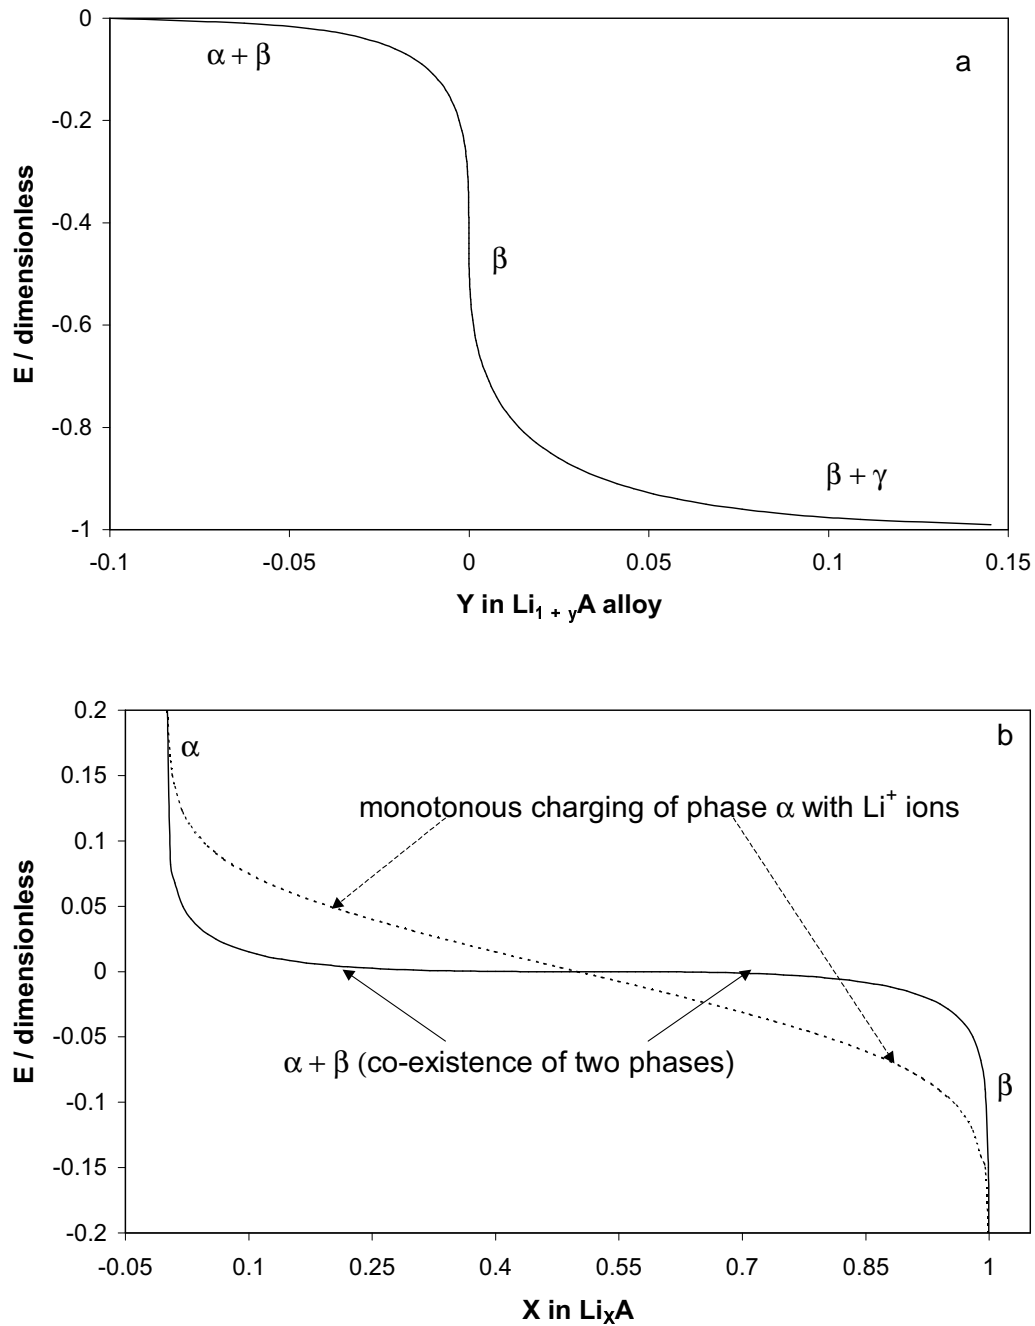 0
α + β
a
-0.2
-0.4
β
-0.6
-0.8
β + γ
-1
-0.1
-0.05
0
0.05
0.1
0.15
E / dimensionless
Y in Li1 + yA alloy
0.2
b
α
0.15
monotonous charging of phase α with Li+ ions
0.1
0.05
0
-0.05
α + β (co-existence of two phases)
β
-0.1
-0.15
-0.2
-0.05
0.1
0.25
0.4
0.55
0.7
0.85
1
E / dimensionless
X in LiXA